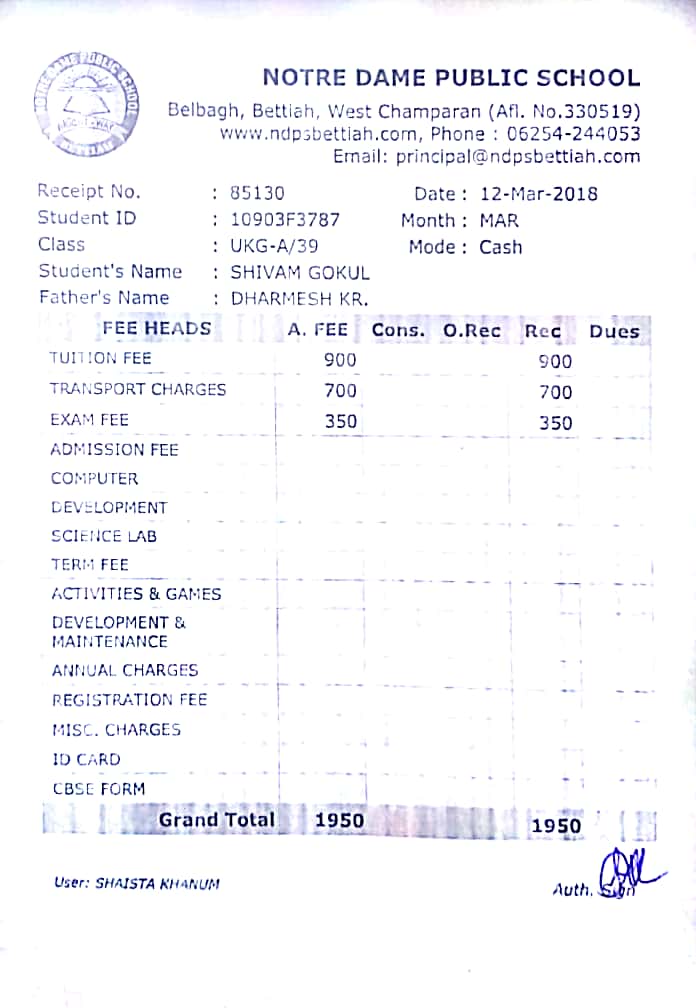 NOTRE DAME PUBLIC SCHOOL
Belbagh, Bettiah, West Champaran (Afl. No.330519)
www.ndpsbettiah.com, Phone : 06254-244053
Email: principal@ndpsbettiah.com
NOTRE DAME PUBLIC SCHOOL
BETTIAH
Receipt No. : 85130 Date : 12-Mar-2018
Student ID : 10903F3787 Month : MAR
Class : UKG-A/39 Mode : Cash
Student's Name : SHIVAM GOKUL
Father's Name : DHARMESH KR.
FEE HEADS A. FEE Cons. O.Rec Rec Dues
TUITION FEE 900 900
TRANSPORT CHARGES 700 700
EXAM FEE 350 350
ADMISSION FEE
COMPUTER
DEVELOPMENT
SCIENCE LAB
TERM FEE
ACTIVITIES & GAMES
DEVELOPMENT &
MAINTENANCE
ANNUAL CHARGES
REGISTRATION FEE
MISC. CHARGES
ID CARD
CBSE FORM
Grand Total 1950 1950
User: SHAISTA KHANUM
Auth. Sign